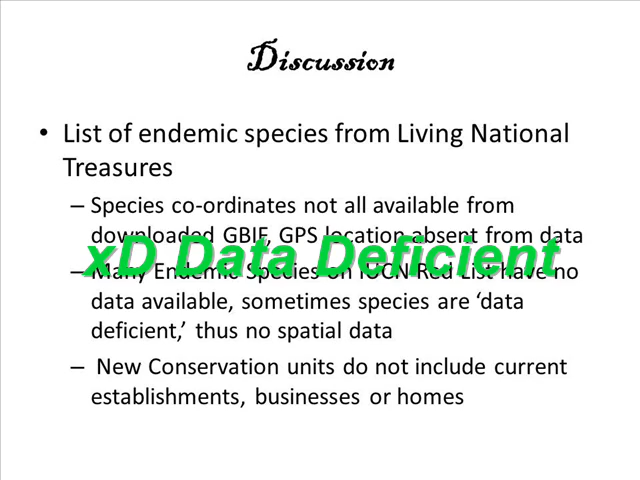 Discussion
• List of endemic species from Living National
Treasures
– Species co-ordinates not all available from
downloaded GBIF, GPS location absent from data
xD Data Deficient
– Many Endemic Species on IUCN Red List have no
data available, sometimes species are ‘data
deficient,’ thus no spatial data
– New Conservation units do not include current
establishments, businesses or homes